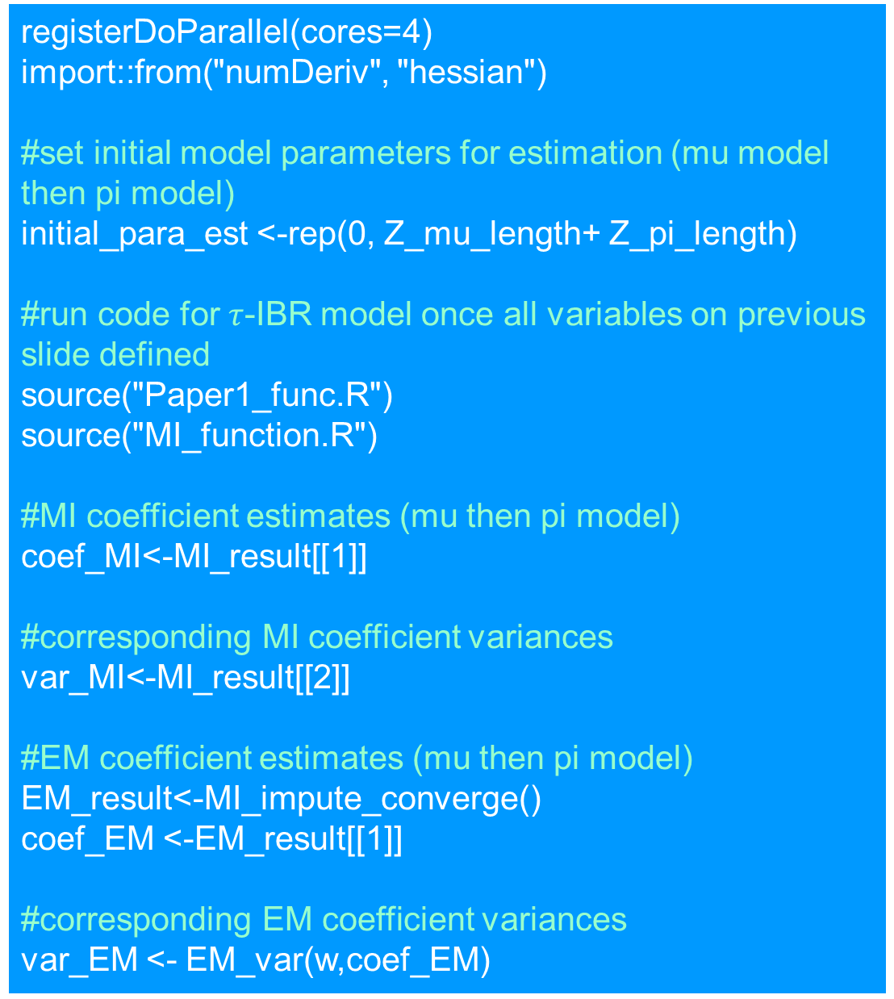 registerDoParallel(cores=4)
import::from("numDeriv", "hessian")
#set initial model parameters for estimation (mu model
then pi model)
initial_para_est <-rep(0, Z_mu_length+ Z_pi_length)
#run code for τ-IBR model once all variables on previous
slide defined
source("Paper1_func.R")
source("MI_function.R")
#MI coefficient estimates (mu then pi model)
coef_MI<-MI_result[[1]]
#corresponding MI coefficient variances
var_MI<-MI_result[[2]]
#EM coefficient estimates (mu then pi model)
EM_result<-MI_impute_converge()
coef_EM <-EM_result[[1]]
#corresponding EM coefficient variances
var_EM <- EM_var(w,coef_EM)